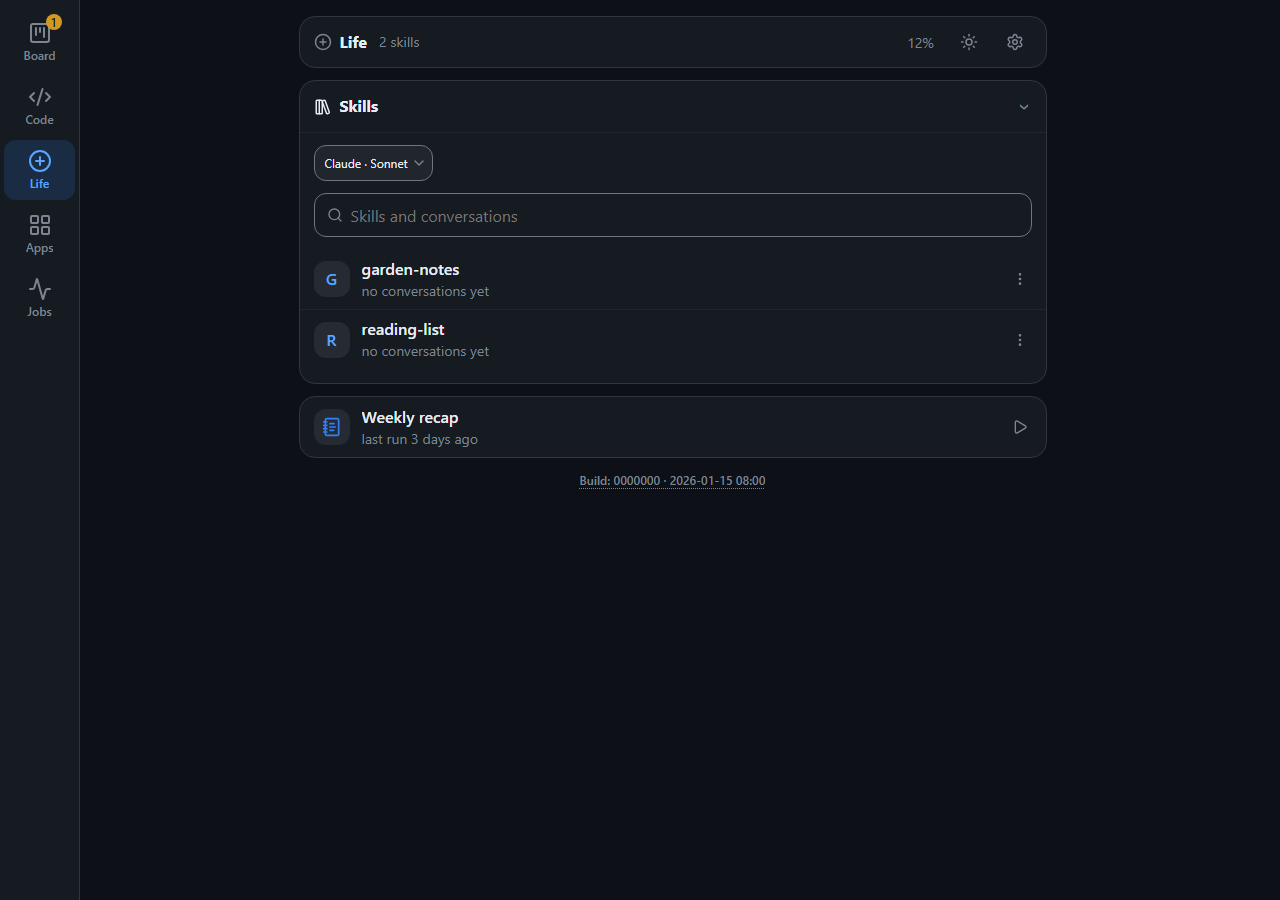 1
Board
Code
Life
Apps
Jobs
Life 2 skills 12%
Skills
Claude · Sonnet
Skills and conversations
G
garden-notes
no conversations yet
R
reading-list
no conversations yet
Weekly recap
last run 3 days ago
Build: 0000000 · 2026-01-15 08:00